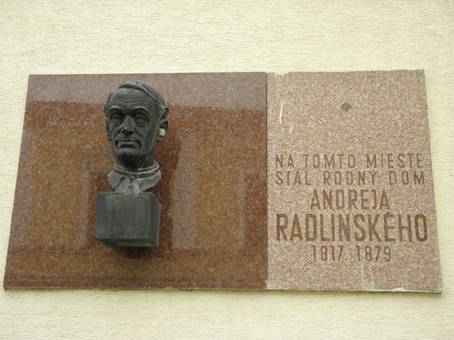 NA TOMTO MIESTE
STÁL RODNÝ DOM
ANDREJA
RADLINSKÉHO
1817 1879